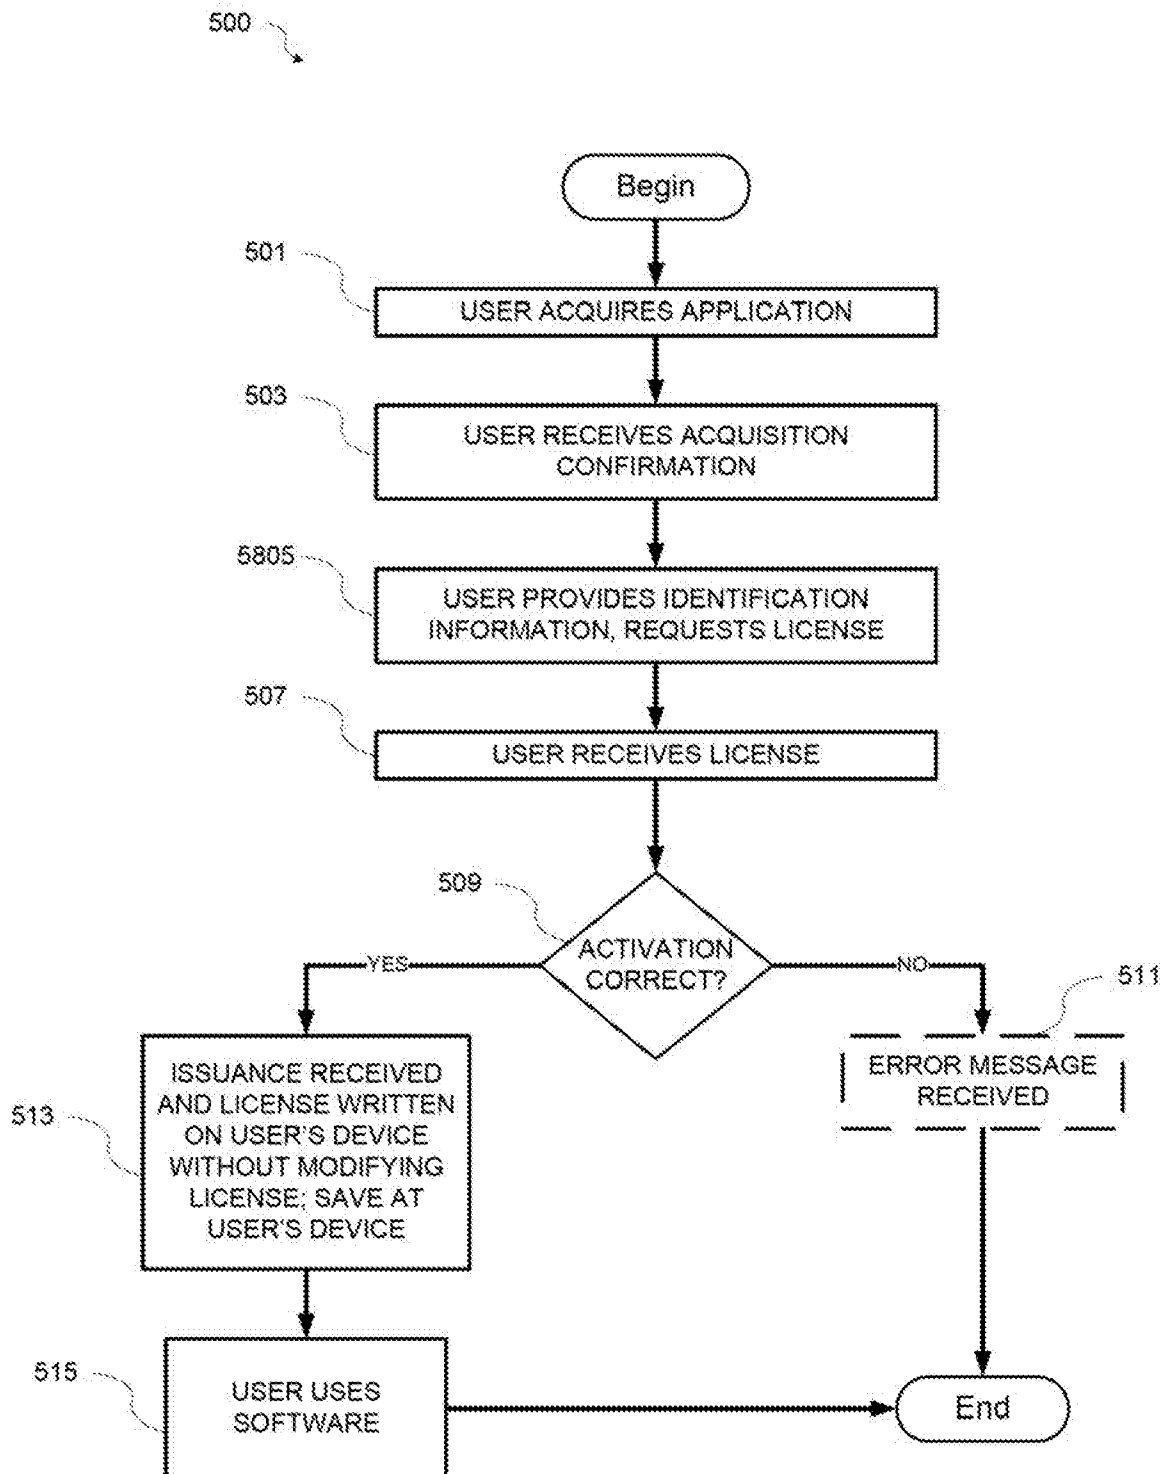 500
Begin
501
USER ACQUIRES APPLICATION
503
USER RECEIVES ACQUISITION
CONFIRMATION
5805
USER PROVIDES IDENTIFICATION
INFORMATION, REQUESTS LICENSE
507
USER RECEIVES LICENSE
509
ACTIVATION
CORRECT?
YES
NO
511
ERROR MESSAGE
RECEIVED
513
ISSUANCE RECEIVED
AND LICENSE WRITTEN
ON USER'S DEVICE
WITHOUT MODIFYING
LICENSE; SAVE AT
USER'S DEVICE
515
USER USES
SOFTWARE
End